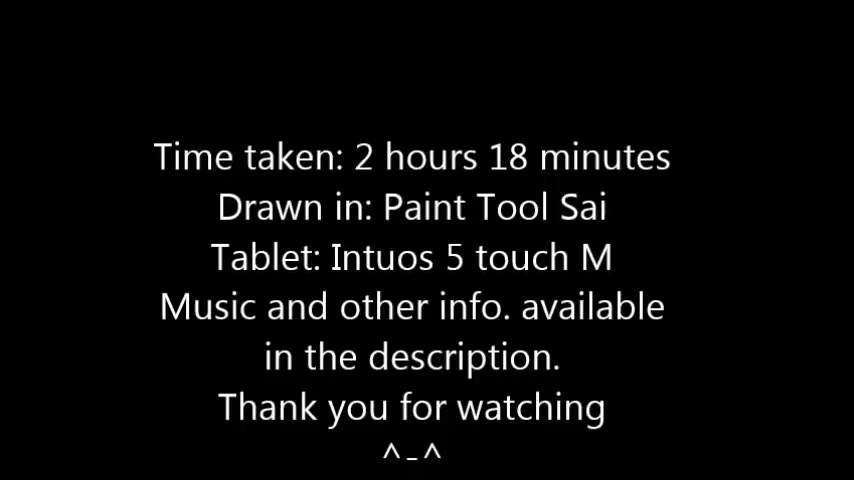 Time taken: 2 hours 18 minutes
Drawn in: Paint Tool Sai
Tablet: Intuos 5 touch M
Music and other info. available
in the description.
Thank you for watching
^-^